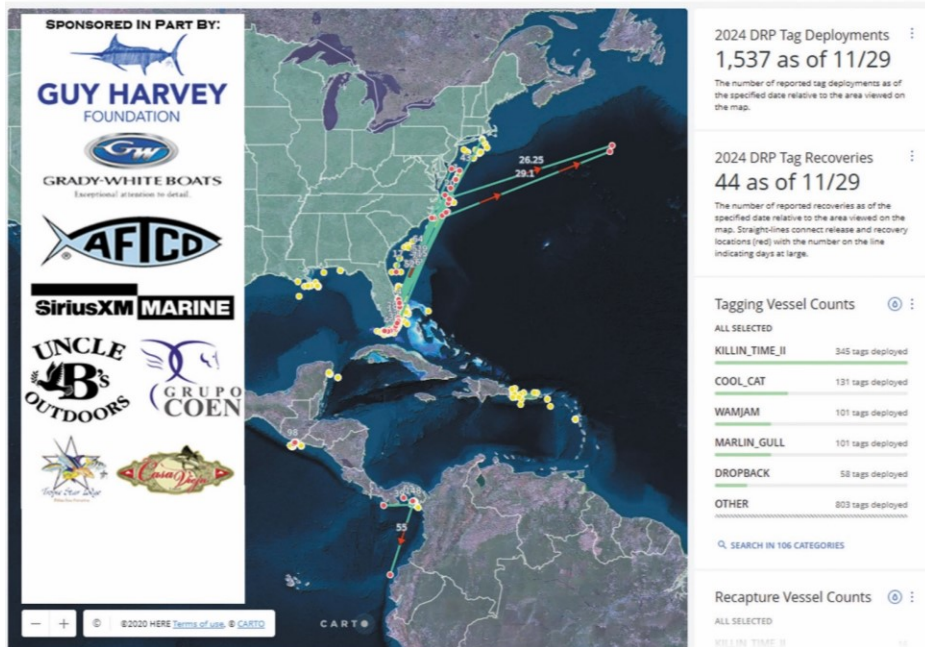 SPONSORED IN PART BY:
GUY HARVEY
FOUNDATION
GW
GRADY-WHITE BOATS
Exceptional attention to detail.
AFTCO
®
SiriusXM MARINE
UNCLE
B's
OUTDOORS
GRUPO
COEN
Tropic Star Lodge
Casa Vieja
26.25
29.1
98
55
− + © ©2020 HERE Terms of use, © CARTO
CARTO
2024 DRP Tag Deployments
1,537 as of 11/29
The number of reported tag deployments as of
the specified date relative to the area viewed on
the map.
2024 DRP Tag Recoveries
44 as of 11/29
The number of reported recoveries as of the
specified date relative to the area viewed on the
map. Straight-lines connect release and recovery
locations (red) with the number on the line
indicating days at large.
Tagging Vessel Counts
ALL SELECTED
KILLIN_TIME_II 345 tags deployed
COOL_CAT 131 tags deployed
WAMJAM 101 tags deployed
MARLIN_GULL 101 tags deployed
DROPBACK 58 tags deployed
OTHER 803 tags deployed
SEARCH IN 106 CATEGORIES
Recapture Vessel Counts
ALL SELECTED
KILLIN_TIME_II